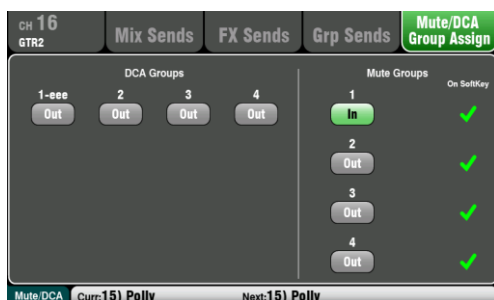 CH 16
GTR2
Mix Sends
FX Sends
Grp Sends
Mute/DCA
Group Assign
DCA Groups
Mute Groups
On SoftKey
1-eee
2
3
4
1
Out
Out
Out
Out
In
2
Out
3
Out
4
Out
Mute/DCA
Curr:15) Polly
Next:15) Polly